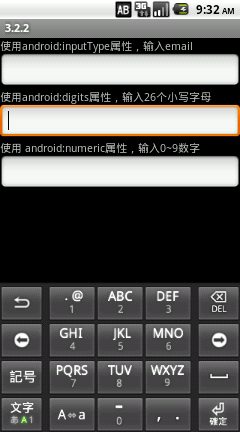 AB 3G 9:32 AM
3.2.2
使用android:inputType属性，输入email
使用android:digits属性，输入26个小写字母
使用 android:numeric属性，输入0~9数字
. @ ABC DEF DEL
1 2 3
GHI JKL MNO
4 5 6
記号 PQRS TUV WXYZ
7 8 9
文字 A⇔a - , . 確定
あA1 0